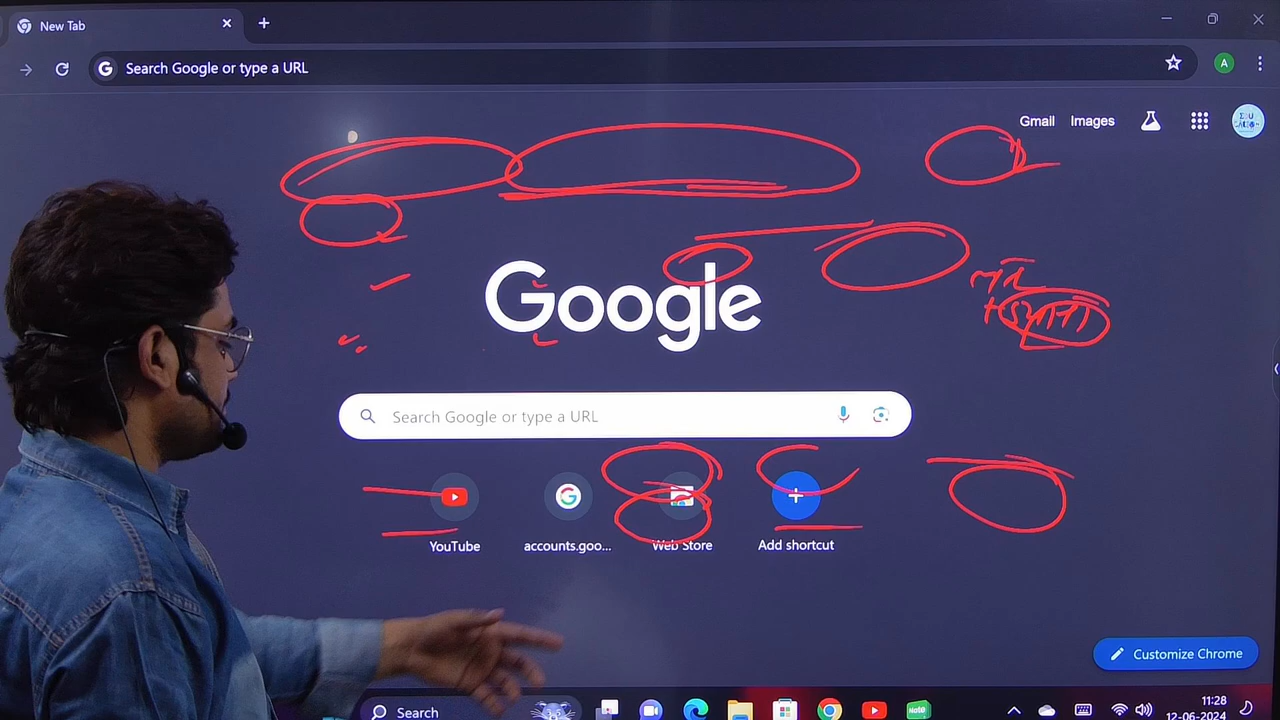 New Tab
Search Google or type a URL
A
Gmail Images
Google
Search Google or type a URL
YouTube accounts.goo... Web Store Add shortcut
Customize Chrome
Search
Note
11:28
12-06-2024